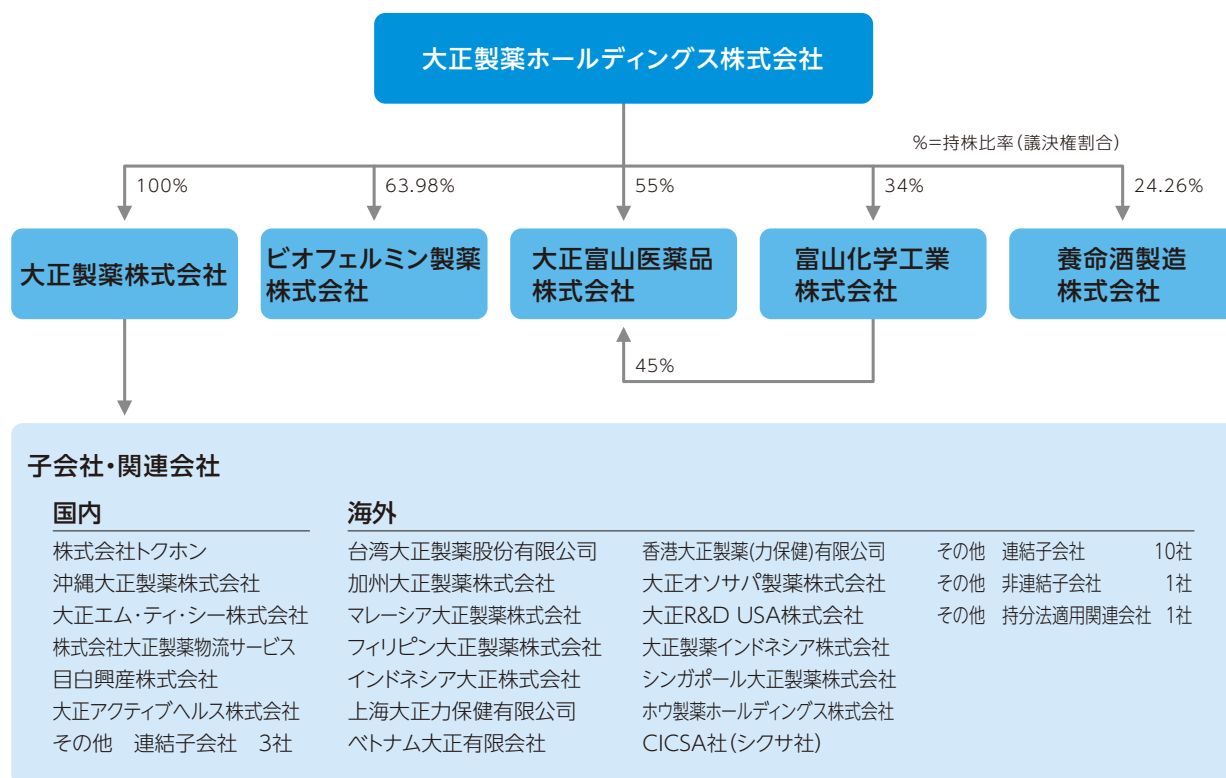 大正製薬ホールディングス株式会社
%=持株比率(議決権割合)
100%
63.98%
55%
34%
24.26%
大正製薬株式会社
ビオフェルミン製薬
株式会社
大正富山医薬品
株式会社
富山化学工業
株式会社
養命酒製造
株式会社
45%
子会社・関連会社
国内
株式会社トクホン
沖縄大正製薬株式会社
大正エム・ティ・シー株式会社
株式会社大正製薬物流サービス
目白興産株式会社
大正アクティブヘルス株式会社
その他 連結子会社 3社
海外
台湾大正製薬股份有限公司
加州大正製薬株式会社
マレーシア大正製薬株式会社
フィリピン大正製薬株式会社
インドネシア大正株式会社
上海大正力保健有限公司
ベトナム大正有限会社
香港大正製薬(力保健)有限公司
大正オソサパ製薬株式会社
大正R&D USA株式会社
大正製薬インドネシア株式会社
シンガポール大正製薬株式会社
ホウ製薬ホールディングス株式会社
CICSA社(シクサ社)
その他 連結子会社 10社
その他 非連結子会社 1社
その他 持分法適用関連会社 1社